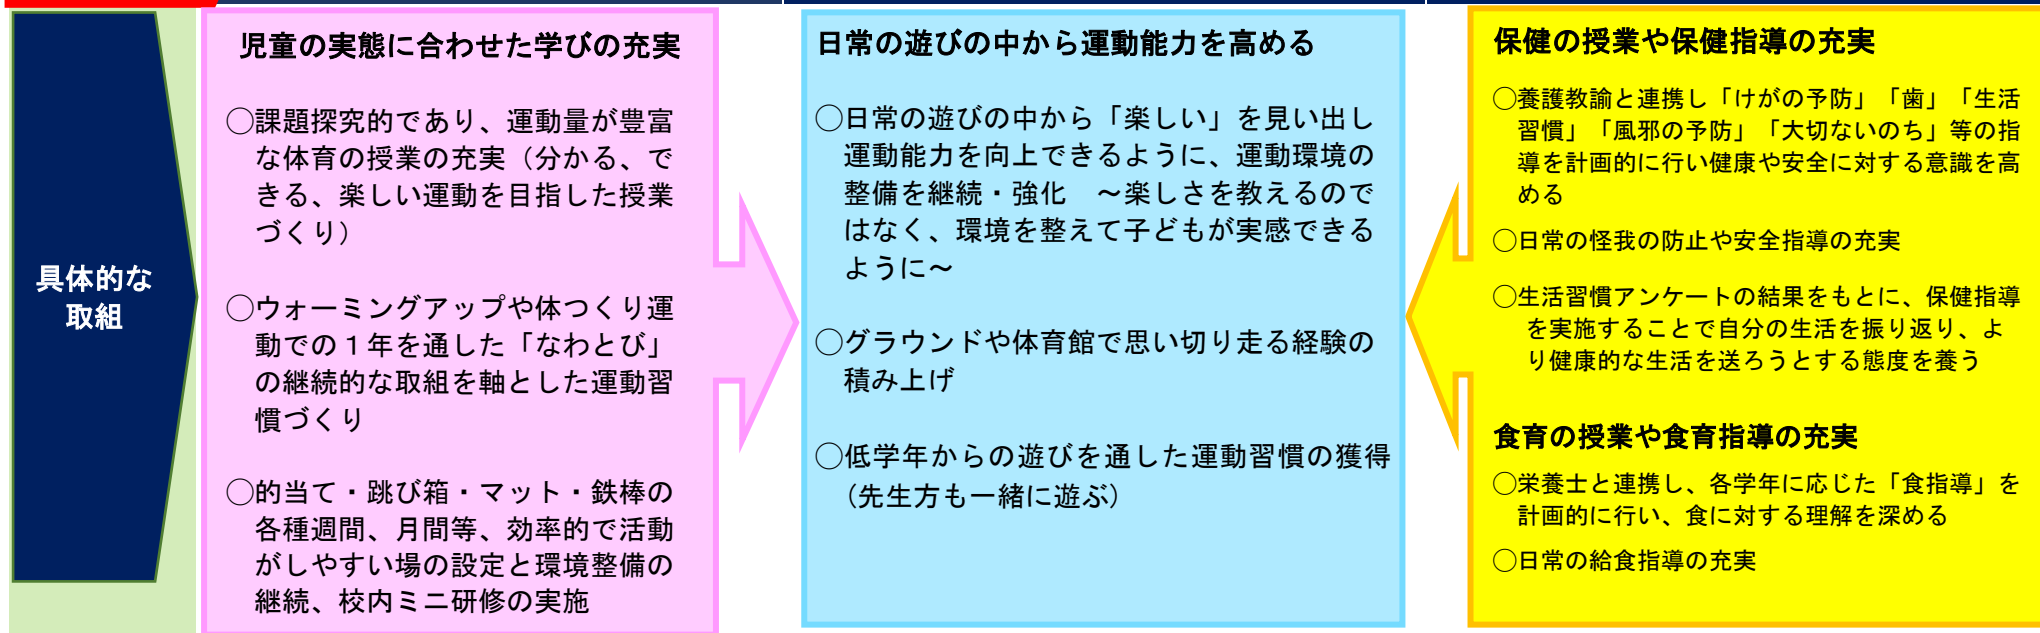 具体的な
取組
児童の実態に合わせた学びの充実
○課題探究的であり、運動量が豊富
な体育の授業の充実（分かる、で
きる、楽しい運動を目指した授業
づくり）
○ウォーミングアップや体つくり運
動での１年を通した「なわとび」
の継続的な取組を軸とした運動習
慣づくり
○的当て・跳び箱・マット・鉄棒の
各種週間、月間等、効率的で活動
がしやすい場の設定と環境整備の
継続、校内ミニ研修の実施
日常の遊びの中から運動能力を高める
○日常の遊びの中から「楽しい」を見い出し
運動能力を向上できるように、運動環境の
整備を継続・強化　～楽しさを教えるので
はなく、環境を整えて子どもが実感できる
ように～
○グラウンドや体育館で思い切り走る経験の
積み上げ
○低学年からの遊びを通した運動習慣の獲得
（先生方も一緒に遊ぶ）
保健の授業や保健指導の充実
○養護教諭と連携し「けがの予防」「歯」「生活
習慣」「風邪の予防」「大切ないのち」等の指
導を計画的に行い健康や安全に対する意識を高
める
○日常の怪我の防止や安全指導の充実
○生活習慣アンケートの結果をもとに、保健指導
を実施することで自分の生活を振り返り、よ
り健康的な生活を送ろうとする態度を養う
食育の授業や食育指導の充実
○栄養士と連携し、各学年に応じた「食指導」を
計画的に行い、食に対する理解を深める
○日常の給食指導の充実